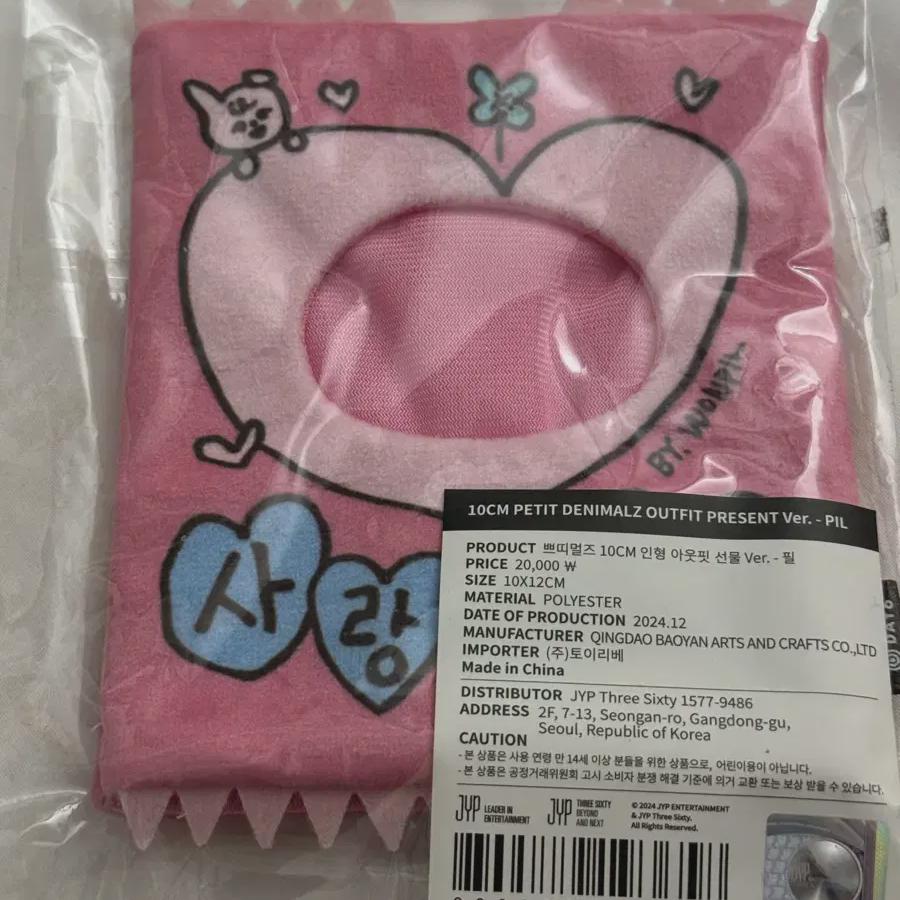 BY. WONPIL
사랑
10CM PETIT DENIMALZ OUTFIT PRESENT Ver. - PIL
PRODUCT 쁘띠멀즈 10CM 인형 아웃핏 선물 Ver. - 필
PRICE 20,000 ₩
SIZE 10X12CM
MATERIAL POLYESTER
DATE OF PRODUCTION 2024.12
MANUFACTURER QINGDAO BAOYAN ARTS AND CRAFTS CO.,LTD
IMPORTER (주)토이리베
Made in China
DISTRIBUTOR JYP Three Sixty 1577-9486
ADDRESS 2F, 7-13, Seongan-ro, Gangdong-gu,
Seoul, Republic of Korea
CAUTION
- 본 상품은 사용 연령 만 14세 이상 분들을 위한 상품으로, 어린이용이 아닙니다.
- 본 상품은 공정거래위원회 고시 소비자 분쟁 해결 기준에 의거 교환 또는 보상 받을 수 있습니다.
JYP LEADER IN
ENTERTAINMENT
JYP THREE SIXTY
BEYOND
AND NEXT
© 2024 JYP ENTERTAINMENT
& JYP Three Sixty.
All Rights Reserved.
DAY6
JYP